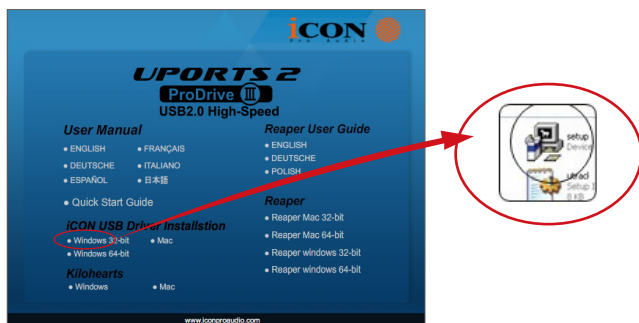 iCON
Pro Audio
UPORTS 2
ProDrive III
USB2.0 High-Speed
User Manual
• ENGLISH
• FRANÇAIS
• DEUTSCHE
• ITALIANO
• ESPAÑOL
• 日本語
• Quick Start Guide
iCON USB Driver Installstion
• Windows 32-bit
• Mac
• Windows 64-bit
Kilohearts
• Windows
• Mac
Reaper User Guide
• ENGLISH
• DEUTSCHE
• POLISH
Reaper
• Reaper Mac 32-bit
• Reaper Mac 64-bit
• Reaper windows 32-bit
• Reaper windows 64-bit
www.iconproaudio.com
setup
Device
Setup
8 KB